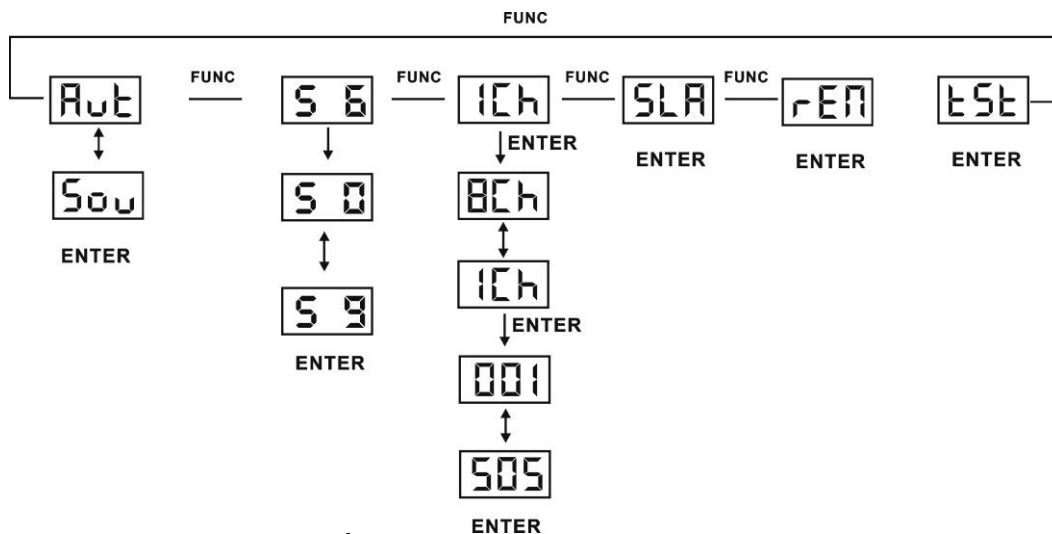 FUNC
Aut FUNC S 6 FUNC 1Ch FUNC SLA FUNC rEM tSt
ENTER
ENTER ENTER ENTER
Sou S 0 8Ch
ENTER
S 9 1Ch
ENTER
ENTER
001
505
ENTER